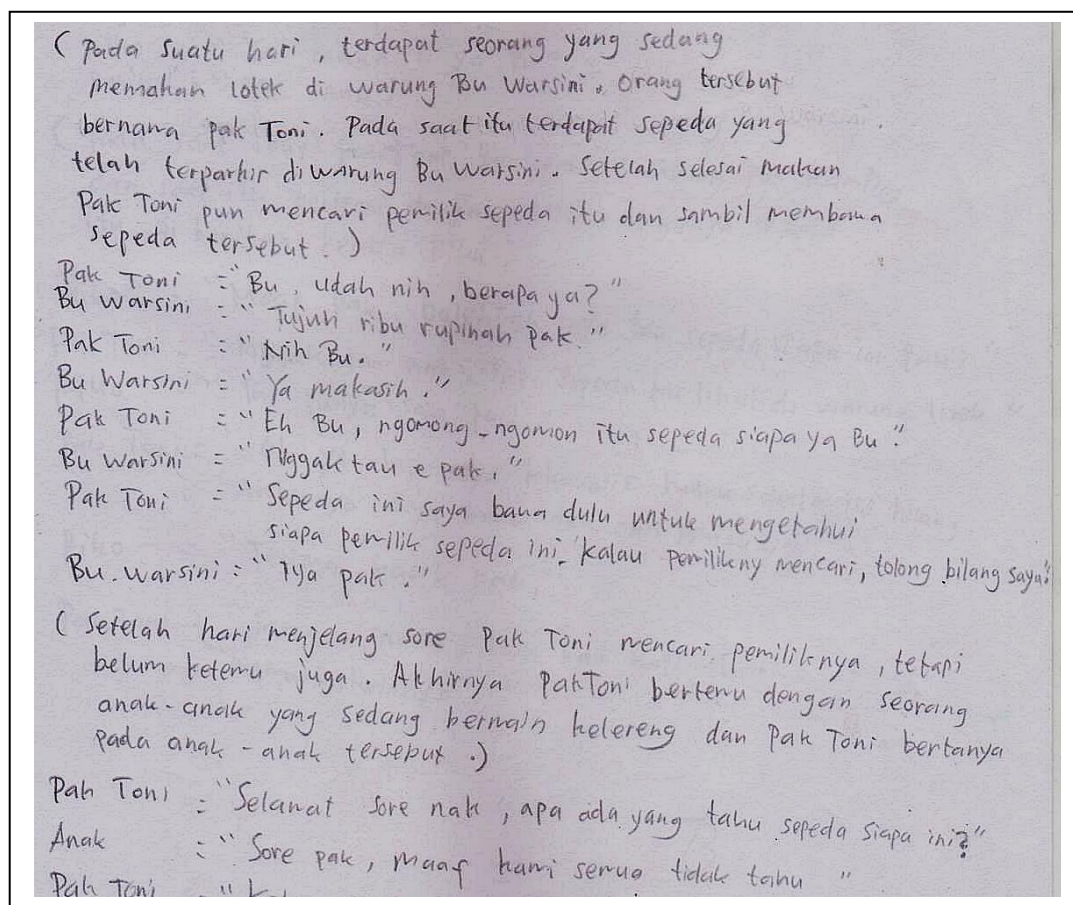 ( Pada suatu hari, terdapat seorang yang sedang
memahan lotek di warung Bu Warsini. Orang tersebut
bernama pak Toni. Pada saat itu terdapat sepeda yang
telah terparkir di warung Bu Warsini. Setelah selesai makan
Pak Toni pun mencari pemilik sepeda itu dan sambil membawa
sepeda tersebut.)
Pak Toni = "Bu, udah nih, berapa ya?"
Bu Warsini = "Tujuh ribu rupihah pak."
Pak Toni : "Nih Bu."
Bu Warsini = "Ya makasih."
Pak Toni = "Eh Bu, ngomong-ngomon itu sepeda siapa ya Bu"
Bu Warsini = "Nggak tau e pak."
Pak Toni = "Sepeda ini saya bawa dulu untuk mengetahui
siapa pemilik sepeda ini. kalau pemilikny mencari, tolong bilang saya."
Bu.warsini = "Iya pak."
( Setelah hari menjelang sore Pak Toni mencari pemiliknya, tetapi
belum ketemu juga. Akhirnya Pak Toni bertemu dengan seorang
anak-anak yang sedang bermain kelereng dan Pak Toni bertanya
pada anak-anak tersebut.)
Pak Toni = "Selamat sore nak, apa ada yang tahu sepeda siapa ini?"
Anak : "Sore pak, maaf kami semua tidak tahu"
Pak Toni